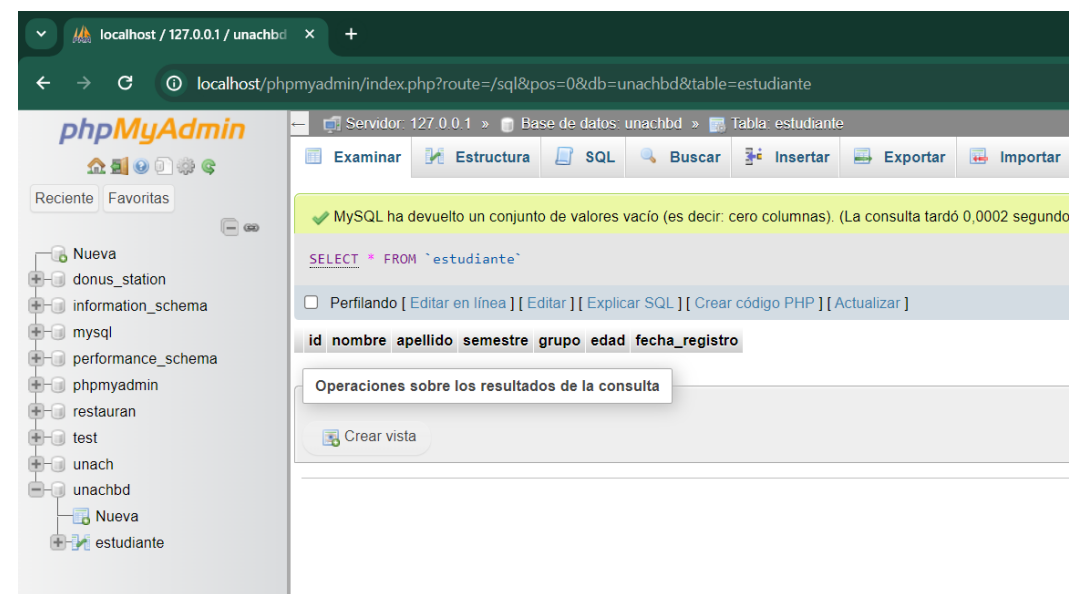 localhost / 127.0.0.1 / unachbd
localhost/phpmyadmin/index.php?route=/sql&pos=0&db=unachbd&table=estudiante
phpMyAdmin
Reciente Favoritas
Nueva
donus_station
information_schema
mysql
performance_schema
phpmyadmin
restauran
test
unach
unachbd
Nueva
estudiante
Servidor: 127.0.0.1 » Base de datos: unachbd » Tabla: estudiante
Examinar Estructura SQL Buscar Insertar Exportar Importar
MySQL ha devuelto un conjunto de valores vacío (es decir: cero columnas). (La consulta tardó 0,0002 segundo
SELECT * FROM `estudiante`
Perfilando [ Editar en línea ] [ Editar ] [ Explicar SQL ] [ Crear código PHP ] [ Actualizar ]
id nombre apellido semestre grupo edad fecha_registro
Operaciones sobre los resultados de la consulta
Crear vista